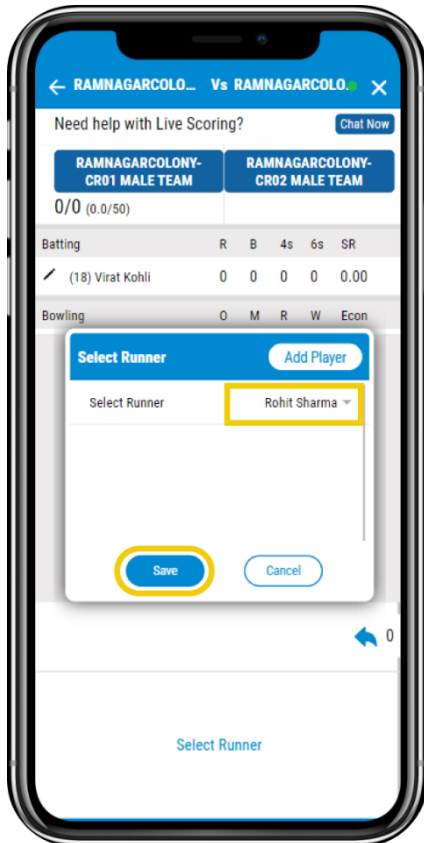 RAMNAGARCOLO... Vs RAMNAGARCOLO.
Need help with Live Scoring? Chat Now
RAMNAGARCOLONY-
CR01 MALE TEAM
RAMNAGARCOLONY-
CR02 MALE TEAM
0/0 (0.0/50)
Batting R B 4s 6s SR
(18) Virat Kohli 0 0 0 0 0.00
Bowling O M R W Econ
Select Runner Add Player
Select Runner Rohit Sharma
Save Cancel
0
Select Runner